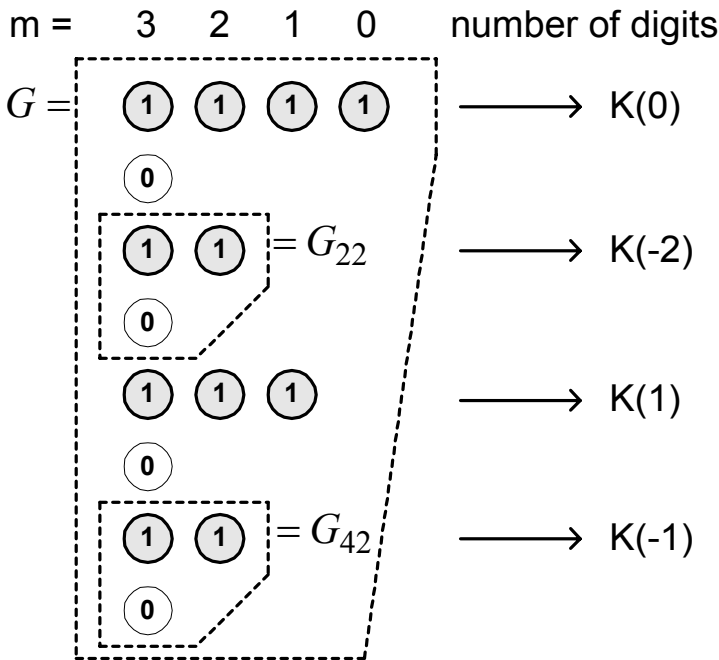 m = 3 2 1 0 number of digits
G = 1 1 1 1 K(0)
0
1 1 = G22 K(-2)
0
1 1 1 K(1)
0
1 1 = G42 K(-1)
0